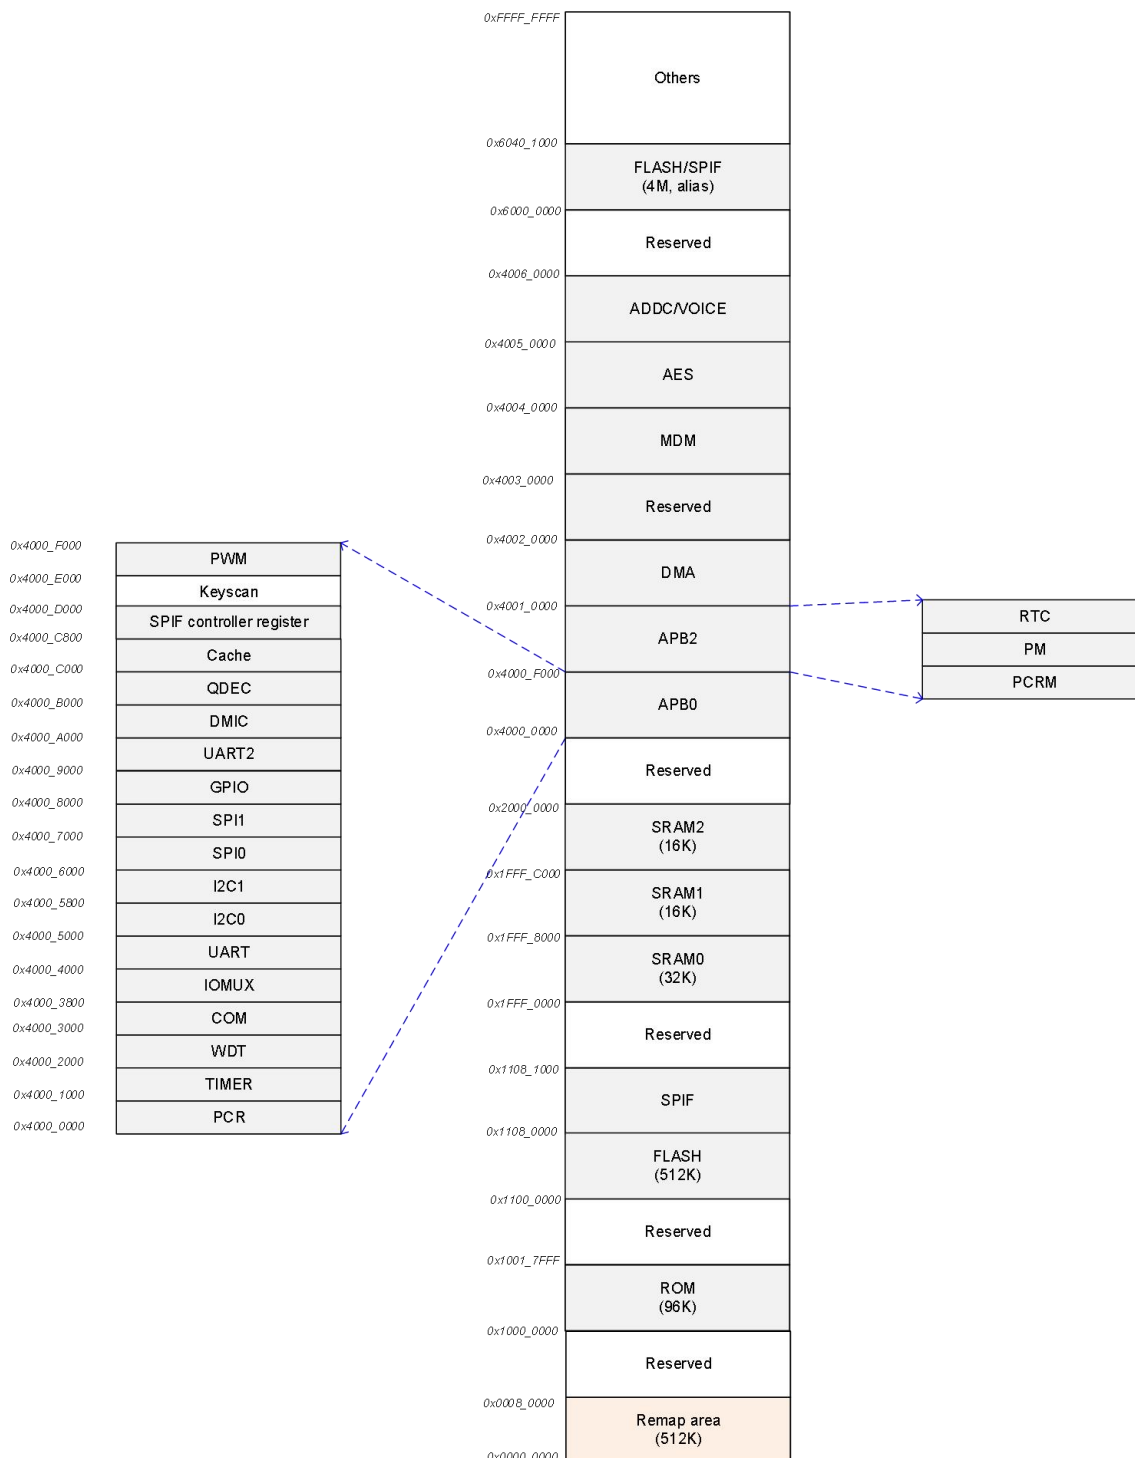 0xFFFF_FFFF
Others
0x6040_1000
FLASH/SPIF
(4M, alias)
0x6000_0000
Reserved
0x4006_0000
ADDC/VOICE
0x4005_0000
AES
0x4004_0000
MDM
0x4003_0000
Reserved
0x4002_0000
DMA
0x4001_0000
APB2
0x4000_F000
APB0
0x4000_0000
Reserved
0x2000_0000
SRAM2
(16K)
0x1FFF_C000
SRAM1
(16K)
0x1FFF_8000
SRAM0
(32K)
0x1FFF_0000
Reserved
0x1108_1000
SPIF
0x1108_0000
FLASH
(512K)
0x1100_0000
Reserved
0x1001_7FFF
ROM
(96K)
0x1000_0000
Reserved
0x0008_0000
Remap area
(512K)
0x0000_0000
0x4000_F000
PWM
0x4000_E000
Keyscan
0x4000_D000
SPIF controller register
0x4000_C800
Cache
0x4000_C000
QDEC
0x4000_B000
DMIC
0x4000_A000
UART2
0x4000_9000
GPIO
0x4000_8000
SPI1
0x4000_7000
SPI0
0x4000_6000
I2C1
0x4000_5800
I2C0
0x4000_5000
UART
0x4000_4000
IOMUX
0x4000_3800
COM
0x4000_3000
WDT
0x4000_2000
TIMER
0x4000_1000
PCR
0x4000_0000
RTC
PM
PCRM